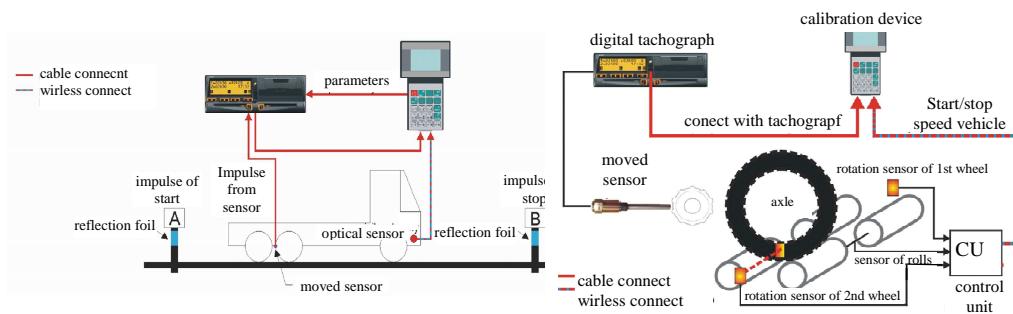 cable connecnt
wirless connect
parameters
Impulse
from
sensor
impulse of
start
A
reflection foil
optical sensor
moved sensor
impuls
stop
B
reflection foil
calibration device
digital tachograph
conect with tachograpf
Start/stop
speed vehicle
moved
sensor
axle
rotation sensor of 1st wheel
CU
sensor of rolls
control
unit
rotation sensor of 2nd wheel
cable connect
wirless connect